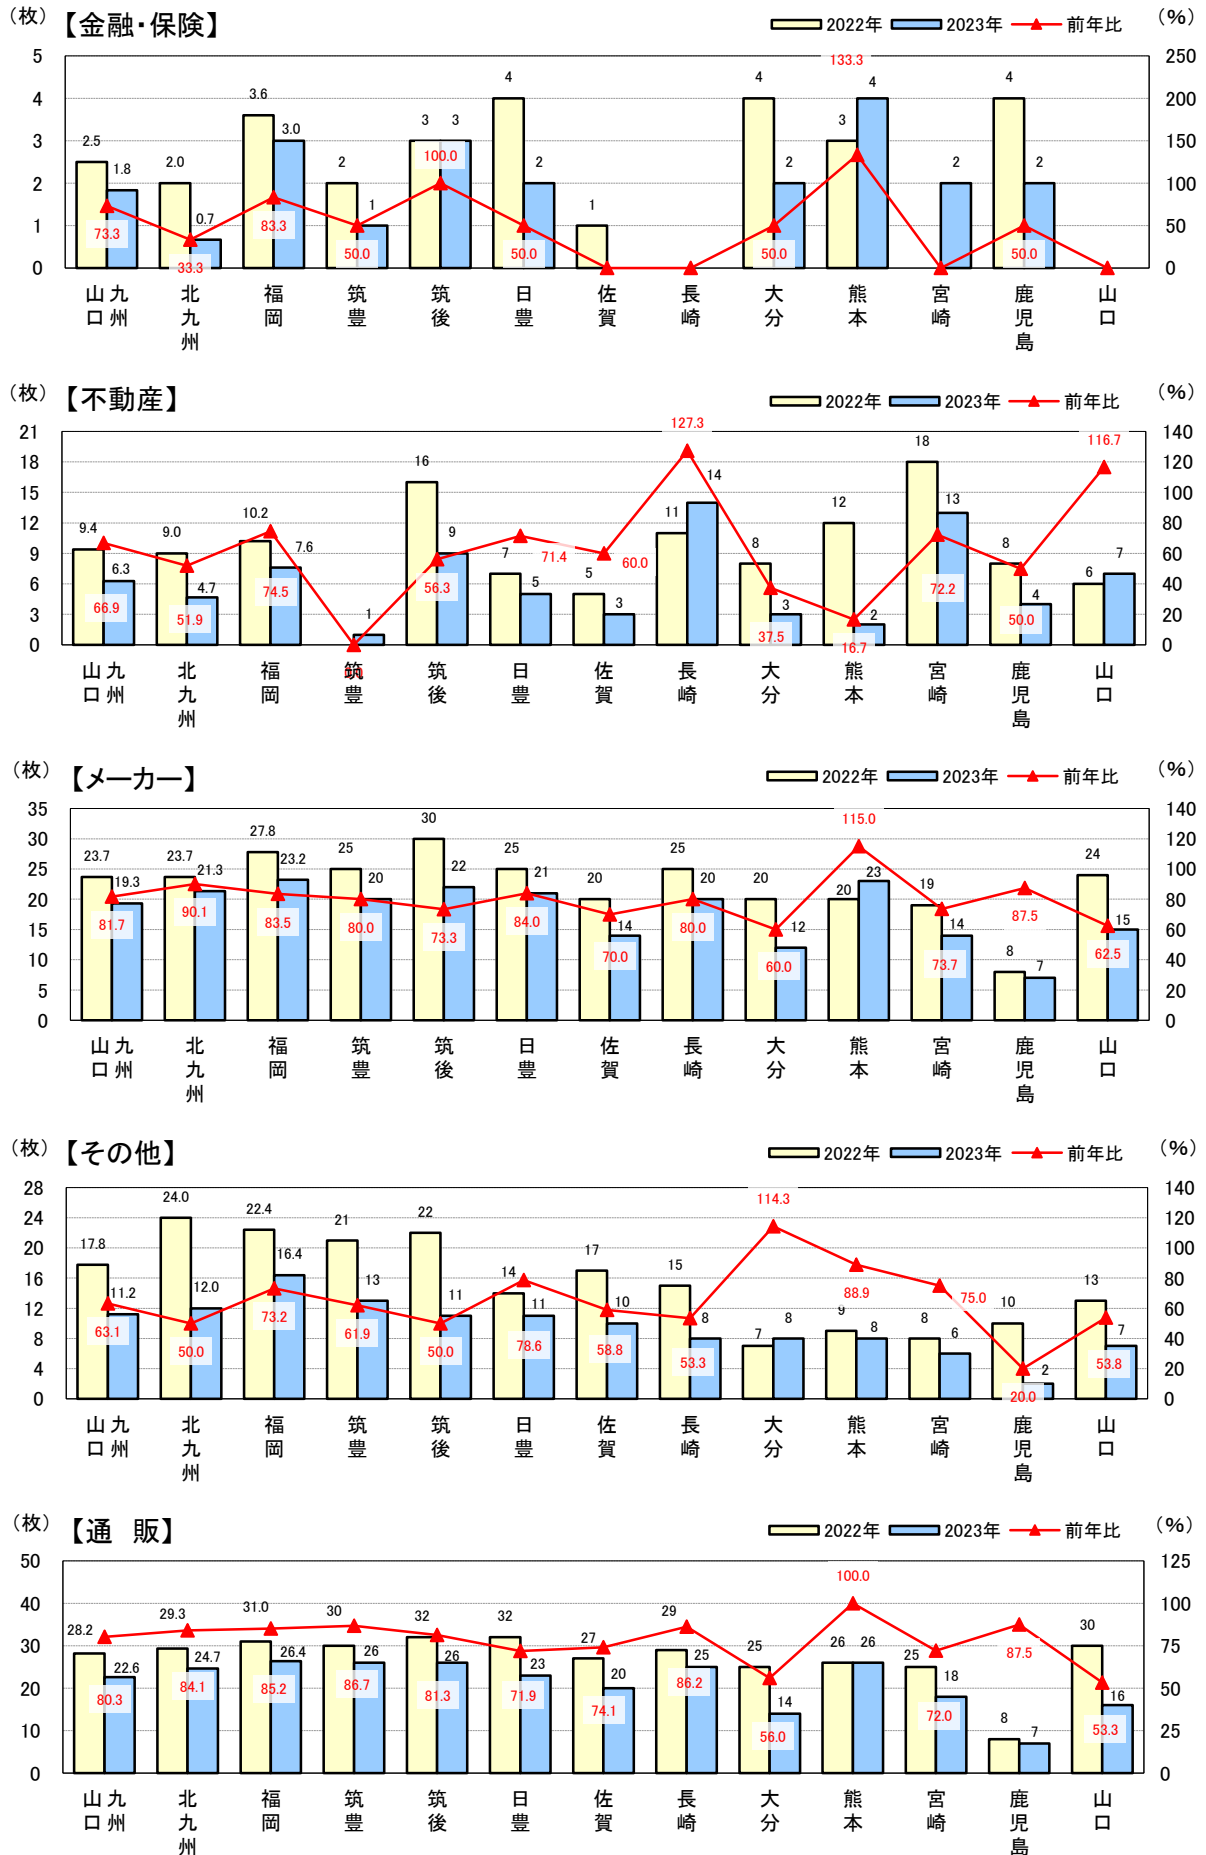 （枚）【金融・保険】 2022年 2023年 前年比 （％）
5 250
4 200
3 150
2 100
1 50
0 0
2.5 2.0 3.6 2 3 4 1 4 3 4
1.8 0.7 3.0 1 3 2 2 4 2 2
73.3 33.3 83.3 50.0 100.0 50.0 50.0 133.3 50.0
九州山口 北九州 福岡 筑豊 筑後 日豊 佐賀 長崎 大分 熊本 宮崎 鹿児島 山口
（枚）【不動産】 2022年 2023年 前年比 （％）
21 140
18 120
15 100
12 80
9 60
6 40
3 20
0 0
9.4 9.0 10.2 16 7 5 11 8 12 18 8 6
6.3 4.7 7.6 1 9 5 3 14 3 2 13 4 7
66.9 51.9 74.5 56.3 71.4 60.0 127.3 37.5 16.7 72.2 50.0 116.7
九州山口 北九州 福岡 筑豊 筑後 日豊 佐賀 長崎 大分 熊本 宮崎 鹿児島 山口
（枚）【メーカー】 2022年 2023年 前年比 （％）
35 140
30 120
25 100
20 80
15 60
10 40
5 20
0 0
23.7 23.7 27.8 25 30 25 20 25 20 20 19 8 24
19.3 21.3 23.2 20 22 21 14 20 12 23 14 7 15
81.7 90.1 83.5 80.0 73.3 84.0 70.0 80.0 60.0 115.0 73.7 87.5 62.5
九州山口 北九州 福岡 筑豊 筑後 日豊 佐賀 長崎 大分 熊本 宮崎 鹿児島 山口
（枚）【その他】 2022年 2023年 前年比 （％）
28 140
24 120
20 100
16 80
12 60
8 40
4 20
0 0
17.8 24.0 22.4 21 22 14 17 15 7 9 8 10 13
11.2 12.0 16.4 13 11 11 10 8 8 8 6 2 7
63.1 50.0 73.2 61.9 50.0 78.6 58.8 53.3 114.3 88.9 75.0 20.0 53.8
九州山口 北九州 福岡 筑豊 筑後 日豊 佐賀 長崎 大分 熊本 宮崎 鹿児島 山口
（枚）【通　販】 2022年 2023年 前年比 （％）
50 125
40 100
30 75
20 50
10 25
0 0
28.2 29.3 31.0 30 32 32 27 29 25 26 25 8 30
22.6 24.7 26.4 26 26 23 20 25 14 26 18 7 16
80.3 84.1 85.2 86.7 81.3 71.9 74.1 86.2 56.0 100.0 72.0 87.5 53.3
九州山口 北九州 福岡 筑豊 筑後 日豊 佐賀 長崎 大分 熊本 宮崎 鹿児島 山口